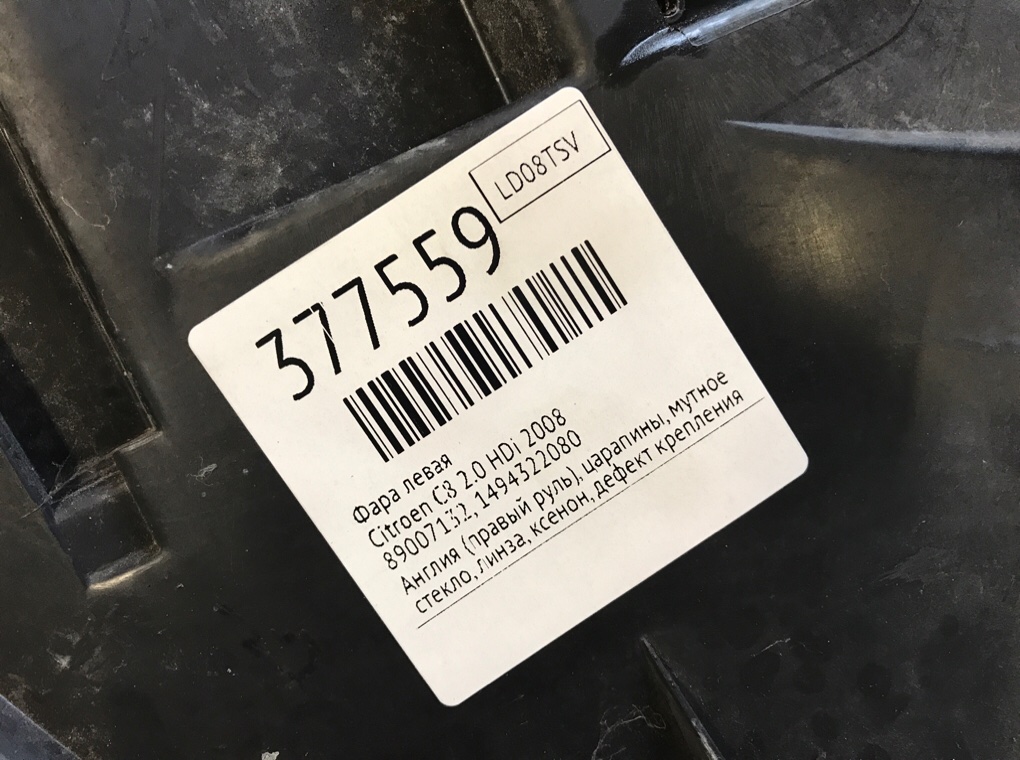 LD08TSV
377559
Фара левая
Citroen C8 2.0 HDi 2008
89007132, 1494322080
Англия (правый руль), царапины, мутное
стекло, линза, ксенон, дефект крепления